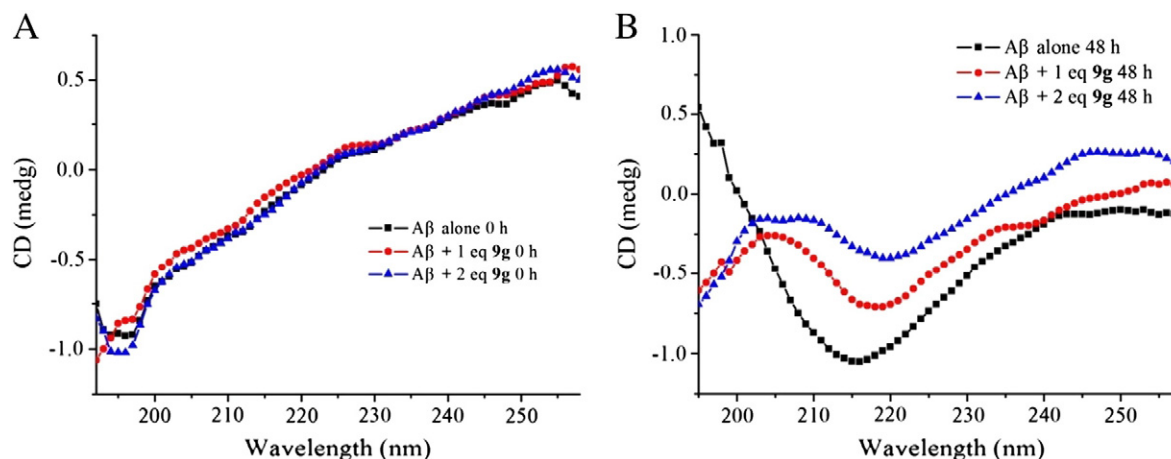 A
CD (medg)
0.5
0.0
-0.5
-1.0
Aβ alone 0 h
Aβ + 1 eq 9g 0 h
Aβ + 2 eq 9g 0 h
200 210 220 230 240 250
Wavelength (nm)
B
CD (medg)
1.0
0.5
0.0
-0.5
-1.0
Aβ alone 48 h
Aβ + 1 eq 9g 48 h
Aβ + 2 eq 9g 48 h
200 210 220 230 240 250
Wavelength (nm)